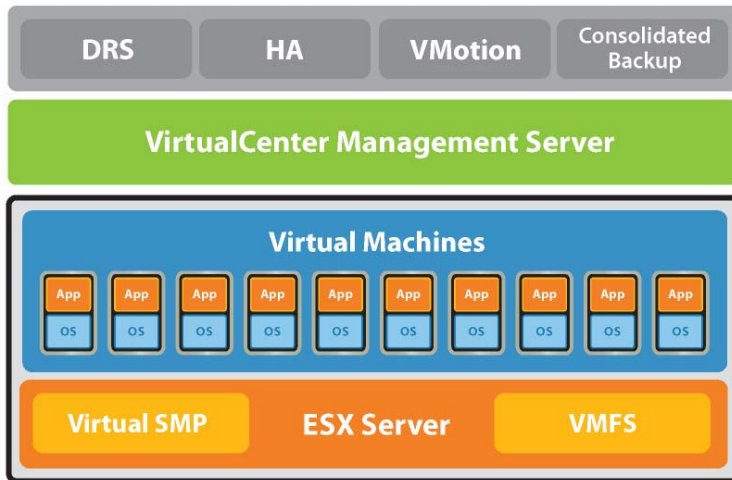 DRS HA VMotion Consolidated
Backup
VirtualCenter Management Server
Virtual Machines
App App App App App App App App App App
OS OS OS OS OS OS OS OS OS OS
Virtual SMP ESX Server VMFS